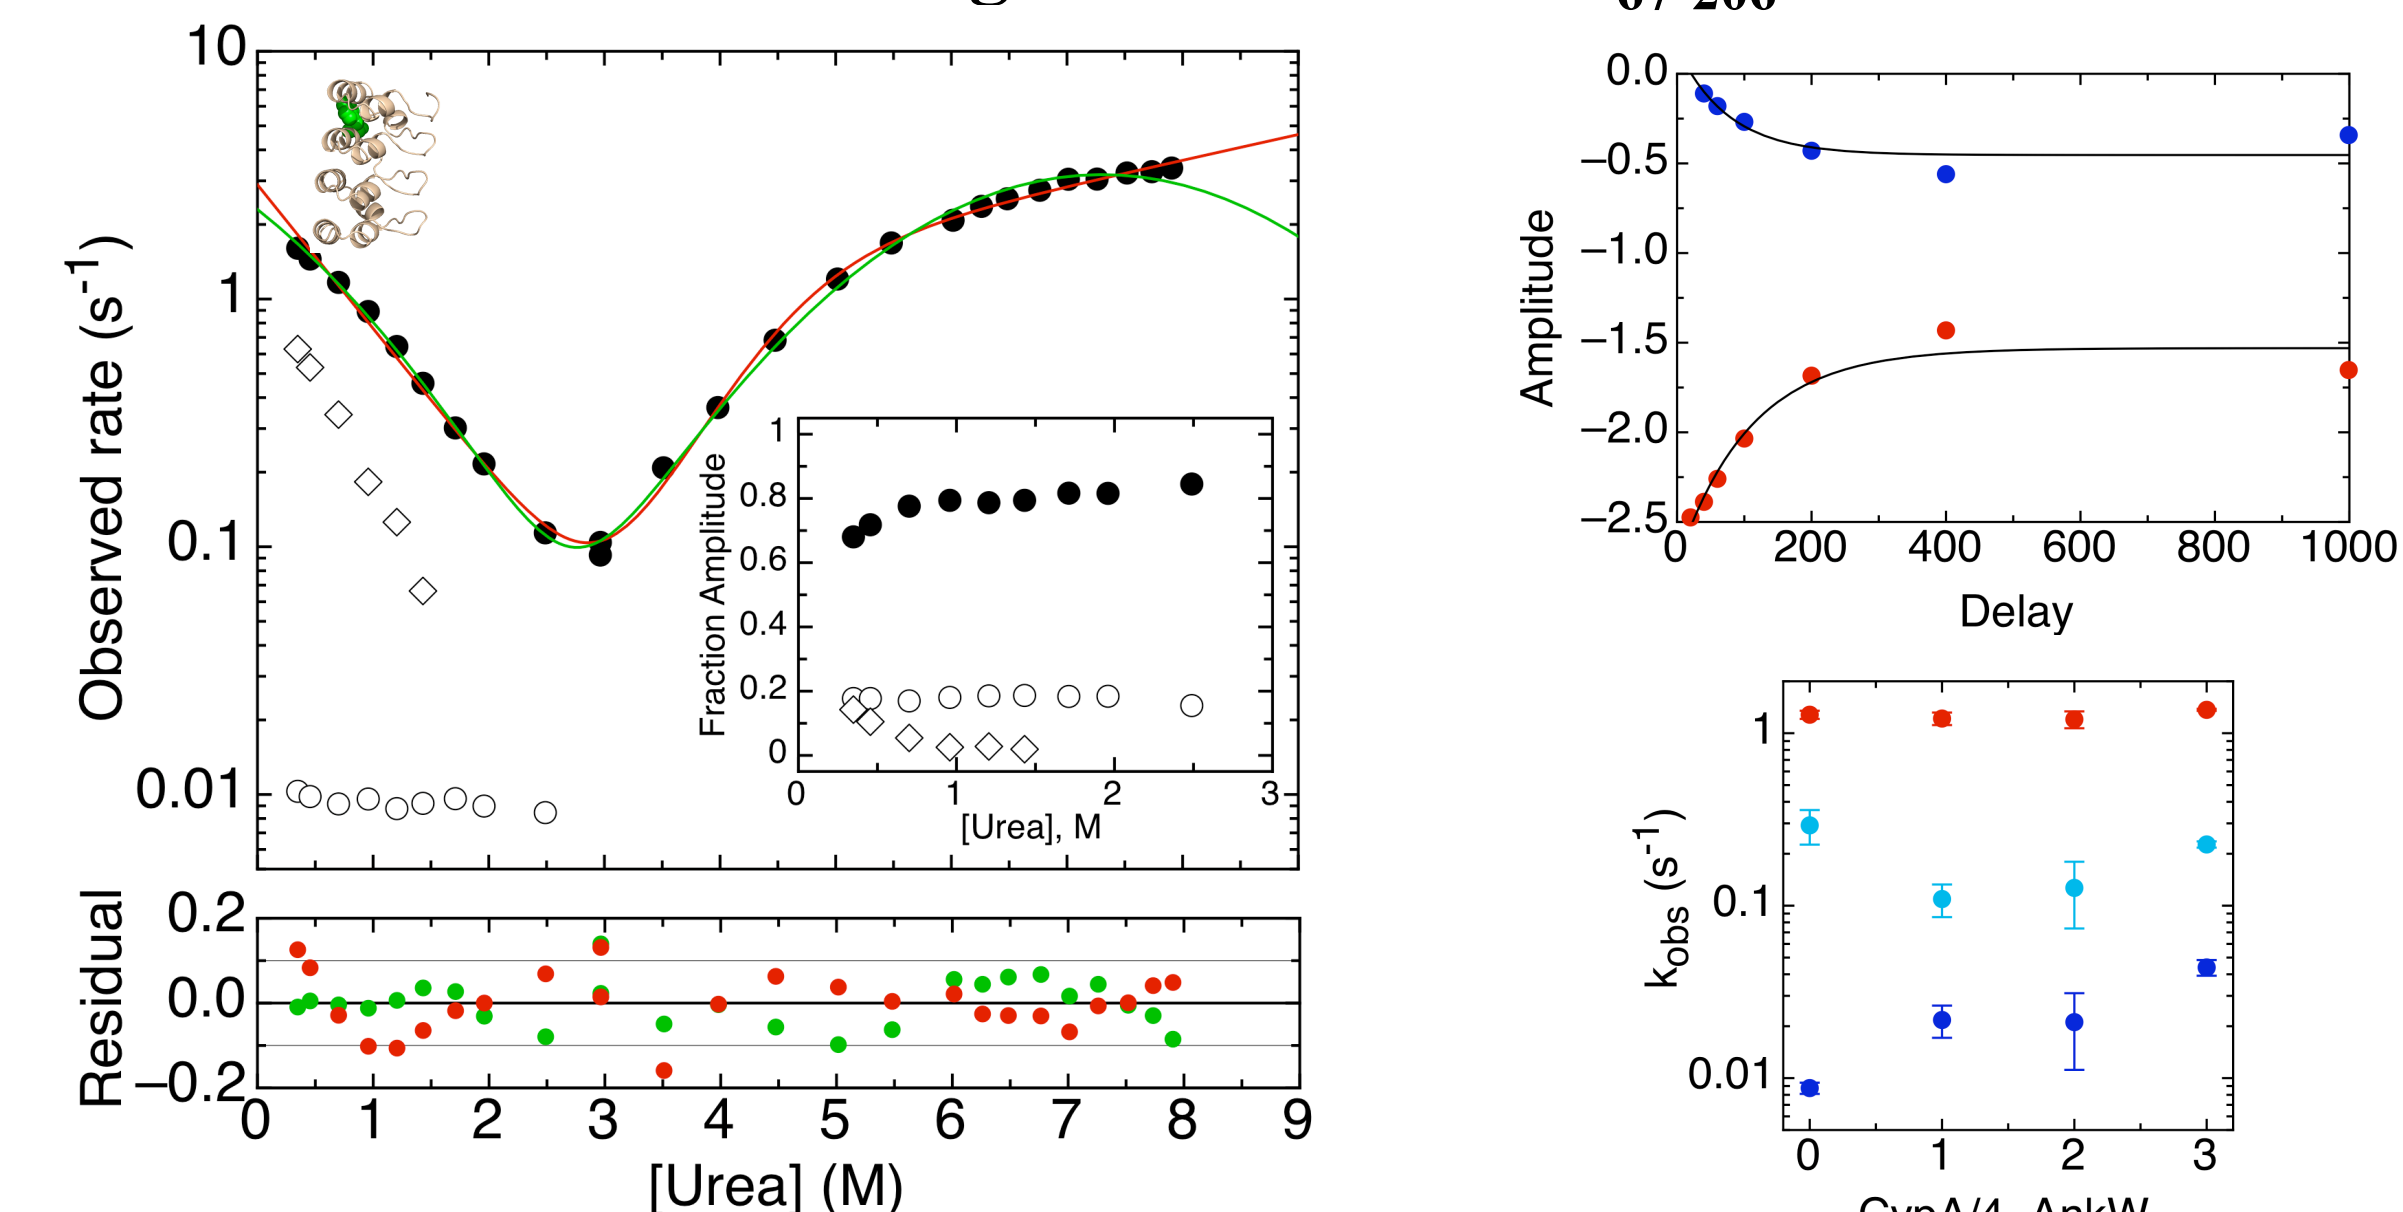 10
1
0.1
0.01
Observed rate (s-1)
1
0.8
0.6
0.4
0.2
0
Fraction Amplitude
0 1 2 3
[Urea], M
0.2
0.0
–0.2
Residual
0 1 2 3 4 5 6 7 8 9
[Urea] (M)
0.0
–0.5
–1.0
–1.5
–2.0
–2.5
Amplitude
0 200 400 600 800 1000
Delay
1
0.1
0.01
kobs (s-1)
0 1 2 3